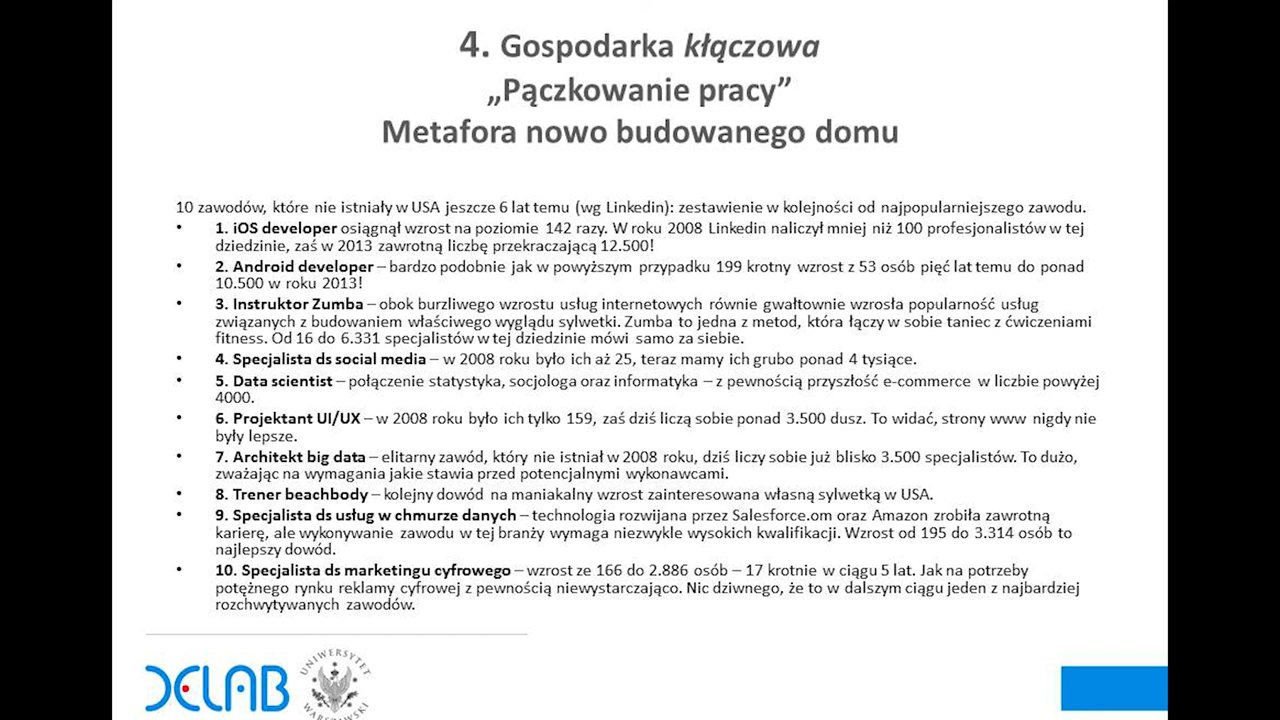 4. Gospodarka kłączowa
„Pączkowanie pracy”
Metafora nowo budowanego domu
10 zawodów, które nie istniały w USA jeszcze 6 lat temu (wg Linkedin): zestawienie w kolejności od najpopularniejszego zawodu.
• 1. iOS developer osiągnął wzrost na poziomie 142 razy. W roku 2008 Linkedin naliczył mniej niż 100 profesjonalistów w tej
dziedzinie, zaś w 2013 zawrotną liczbę przekraczającą 12.500!
• 2. Android developer – bardzo podobnie jak w powyższym przypadku 199 krotny wzrost z 53 osób pięć lat temu do ponad
10.500 w roku 2013!
• 3. Instruktor Zumba – obok burzliwego wzrostu usług internetowych równie gwałtownie wzrosła popularność usług
związanych z budowaniem właściwego wyglądu sylwetki. Zumba to jedna z metod, która łączy w sobie taniec z ćwiczeniami
fitness. Od 16 do 6.331 specjalistów w tej dziedzinie mówi samo za siebie.
• 4. Specjalista ds social media – w 2008 roku było ich aż 25, teraz mamy ich grubo ponad 4 tysiące.
• 5. Data scientist – połączenie statystyka, socjologa oraz informatyka – z pewnością przyszłość e-commerce w liczbie powyżej
4000.
• 6. Projektant UI/UX – w 2008 roku było ich tylko 159, zaś dziś liczą sobie ponad 3.500 dusz. To widać, strony www nigdy nie
były lepsze.
• 7. Architekt big data – elitarny zawód, który nie istniał w 2008 roku, dziś liczy sobie już blisko 3.500 specjalistów. To dużo,
zważając na wymagania jakie stawia przed potencjalnymi wykonawcami.
• 8. Trener beachbody – kolejny dowód na maniakalny wzrost zainteresowana własną sylwetką w USA.
• 9. Specjalista ds usług w chmurze danych – technologia rozwijana przez Salesforce.om oraz Amazon zrobiła zawrotną
karierę, ale wykonywanie zawodu w tej branży wymaga niezwykle wysokich kwalifikacji. Wzrost od 195 do 3.314 osób to
najlepszy dowód.
• 10. Specjalista ds marketingu cyfrowego – wzrost ze 166 do 2.886 osób – 17 krotnie w ciągu 5 lat. Jak na potrzeby
potężnego rynku reklamy cyfrowej z pewnością niewystarczająco. Nic dziwnego, że to w dalszym ciągu jeden z najbardziej
rozchwytywanych zawodów.
DELAB
UNIWERSYTET
WARSZAWSKI